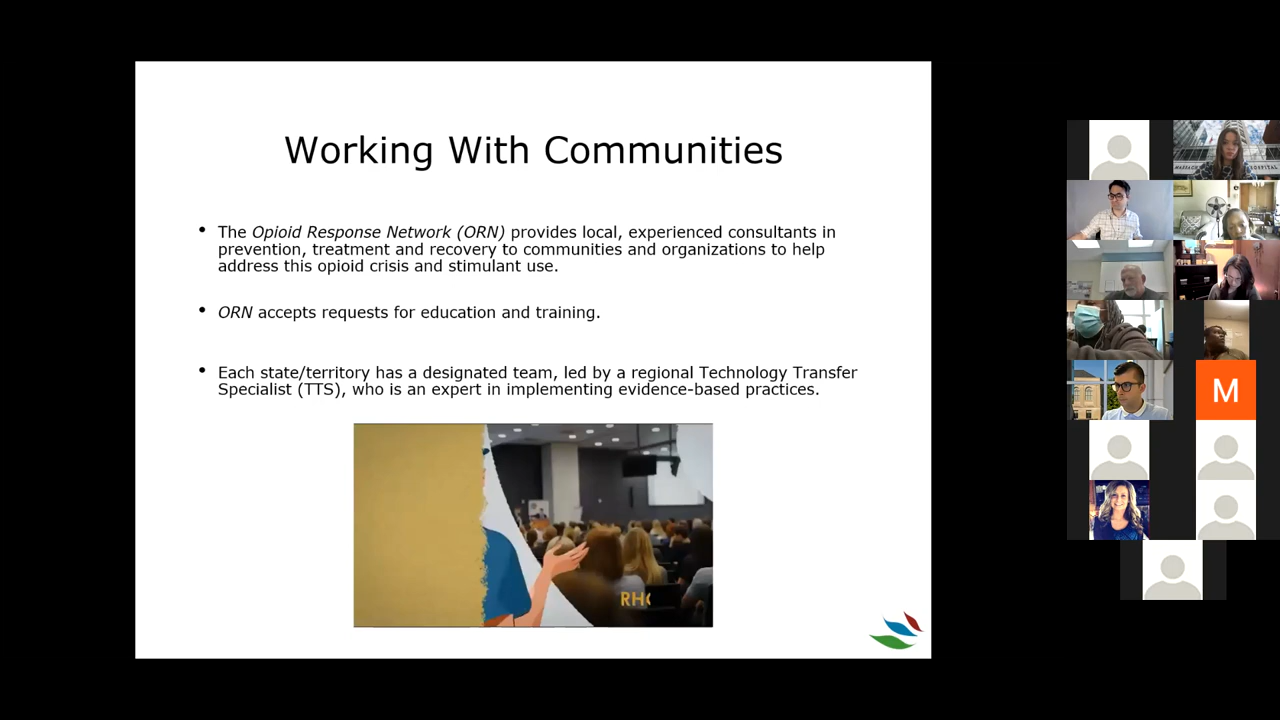 Working With Communities
• The Opioid Response Network (ORN) provides local, experienced consultants in
prevention, treatment and recovery to communities and organizations to help
address this opioid crisis and stimulant use.
• ORN accepts requests for education and training.
• Each state/territory has a designated team, led by a regional Technology Transfer
Specialist (TTS), who is an expert in implementing evidence-based practices.
RH
HOSPITAL
M